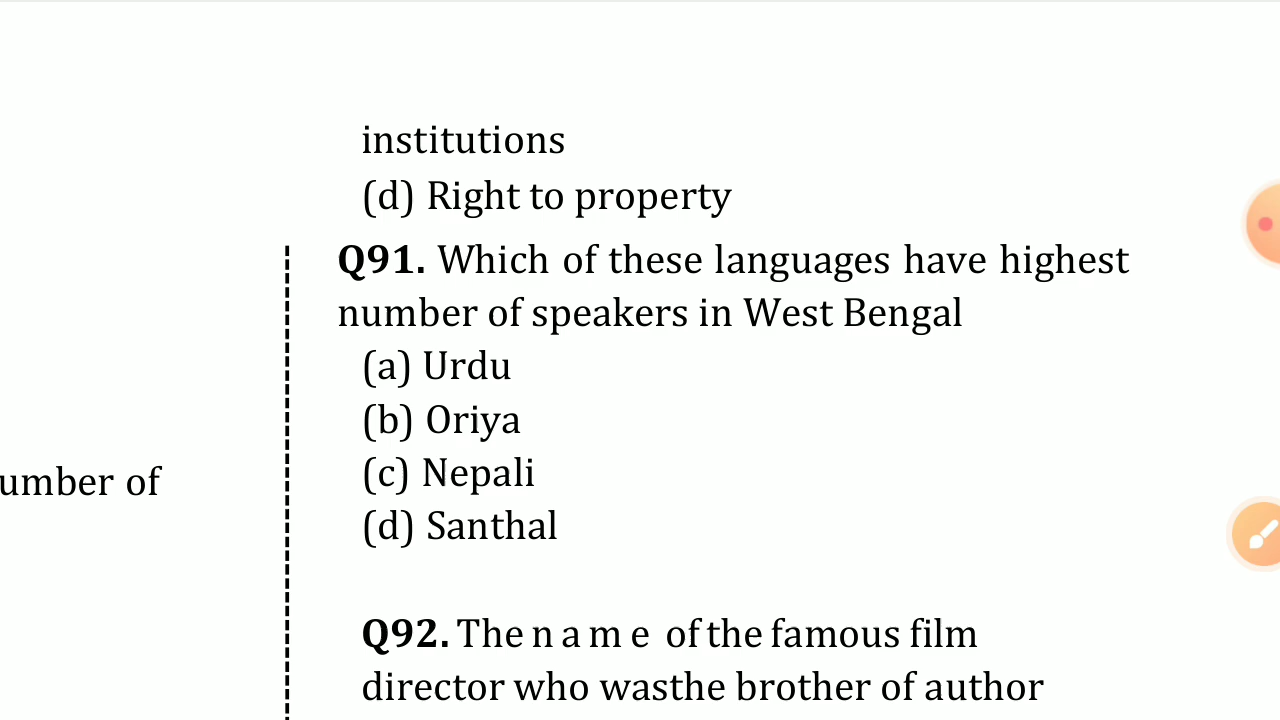 institutions
(d) Right to property
Q91. Which of these languages have highest
number of speakers in West Bengal
(a) Urdu
(b) Oriya
(c) Nepali
umber of
(d) Santhal
Q92. The n a m e of the famous film
director who wasthe brother of author